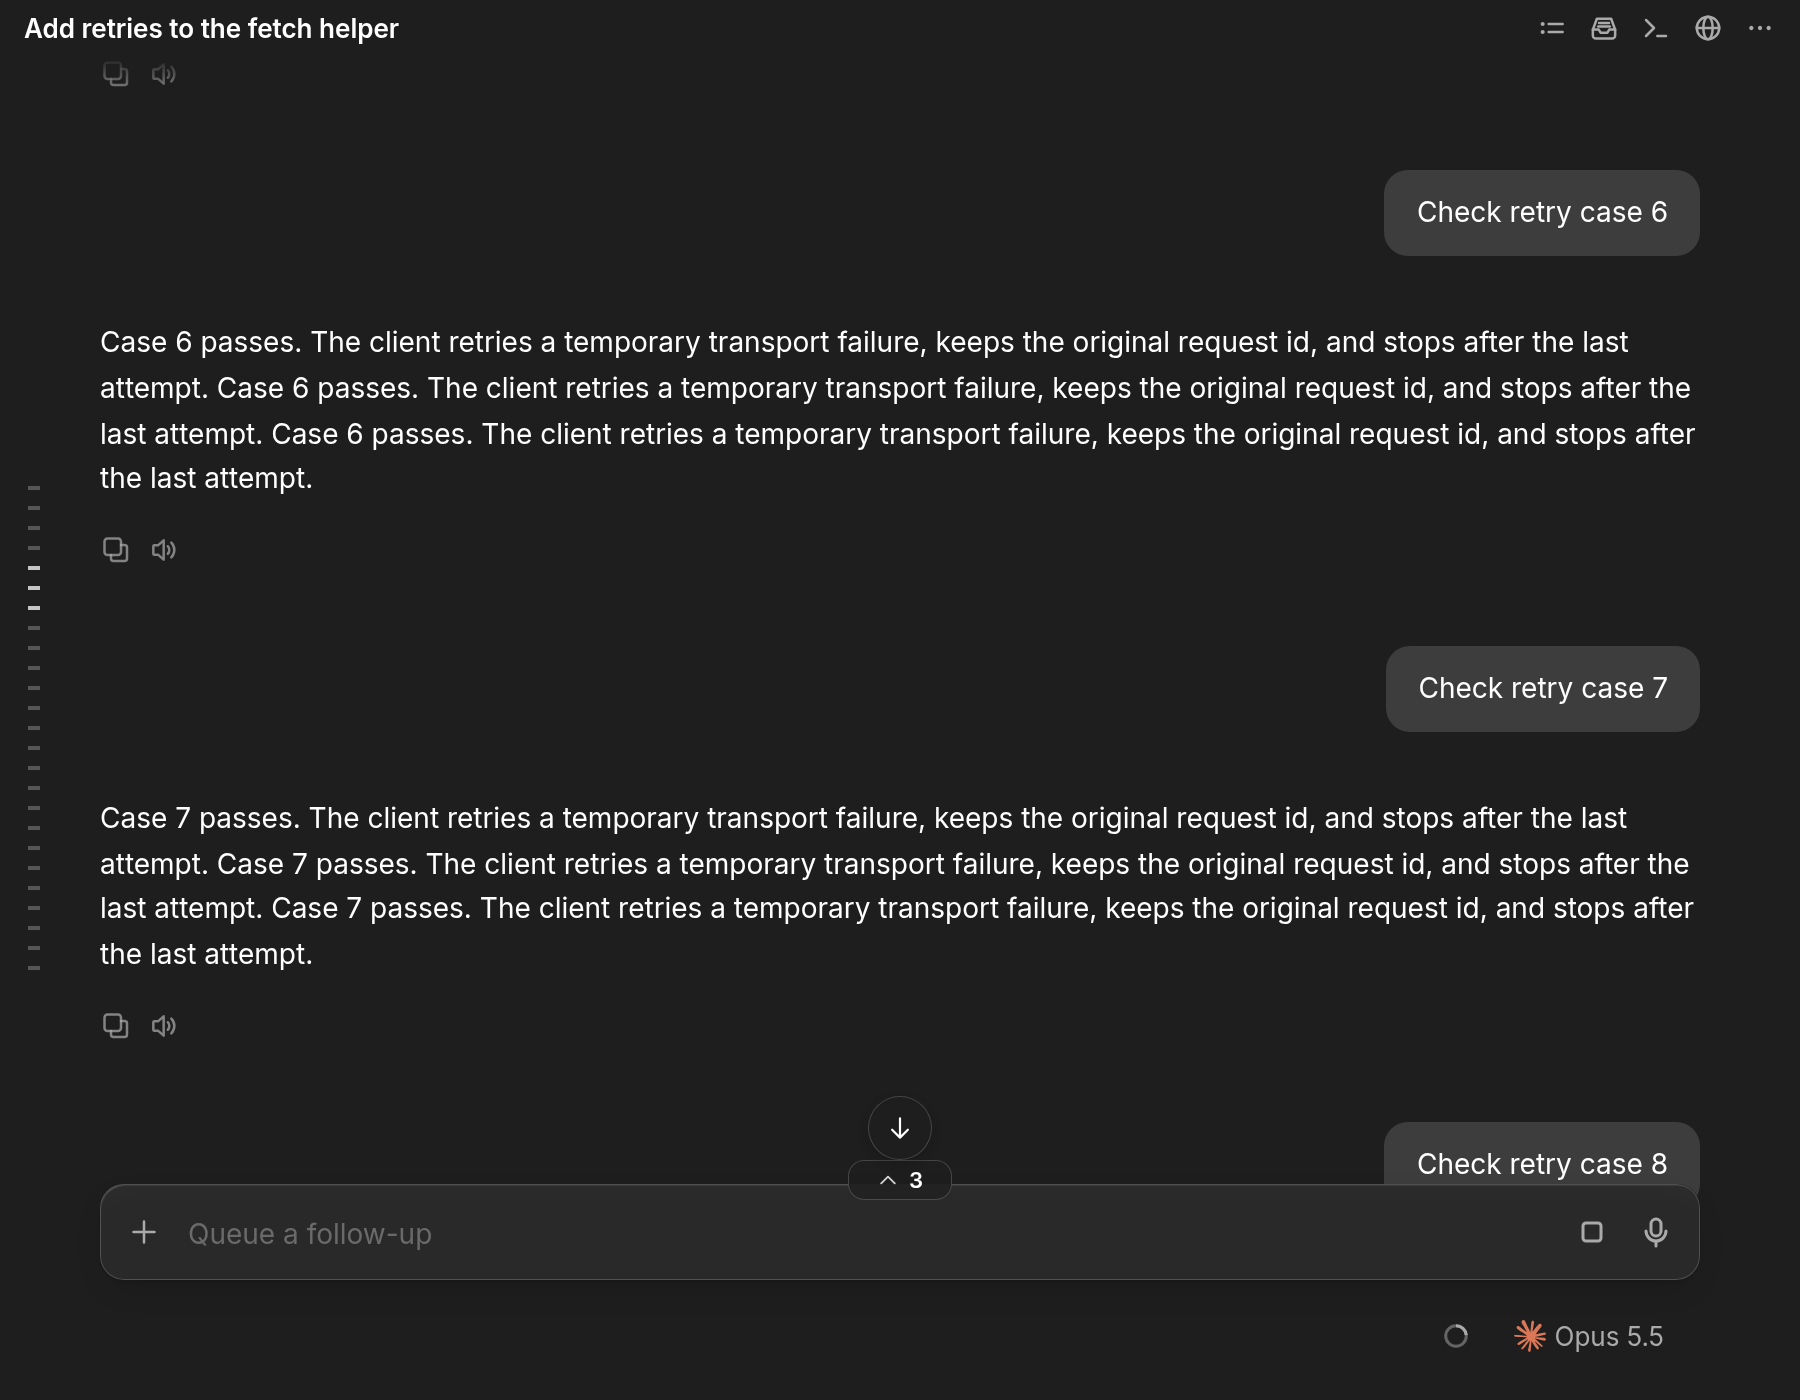 Add retries to the fetch helper
Check retry case 6
Case 6 passes. The client retries a temporary transport failure, keeps the original request id, and stops after the last
attempt. Case 6 passes. The client retries a temporary transport failure, keeps the original request id, and stops after the
last attempt. Case 6 passes. The client retries a temporary transport failure, keeps the original request id, and stops after
the last attempt.
Check retry case 7
Case 7 passes. The client retries a temporary transport failure, keeps the original request id, and stops after the last
attempt. Case 7 passes. The client retries a temporary transport failure, keeps the original request id, and stops after the
last attempt. Case 7 passes. The client retries a temporary transport failure, keeps the original request id, and stops after
the last attempt.
Check retry case 8
3
Queue a follow-up
Opus 5.5